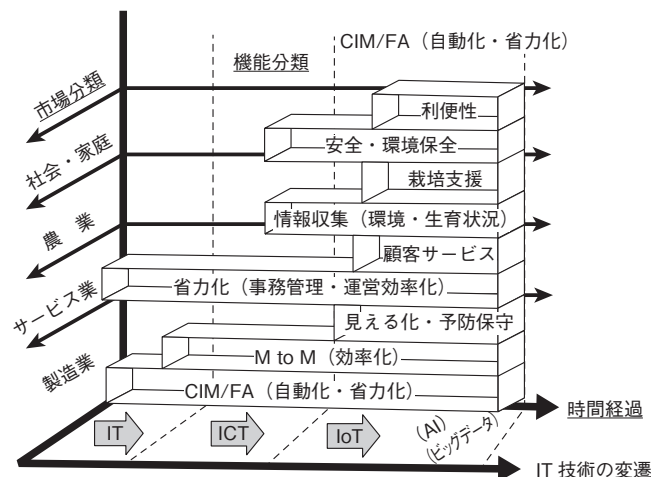 CIM/FA（自動化・省力化）
機能分類
市場分類
利便性
社会・家庭
安全・環境保全
栽培支援
農　業
情報収集（環境・生育状況）
顧客サービス
サービス業
省力化（事務管理・運営効率化）
見える化・予防保守
製造業
M to M（効率化）
CIM/FA（自動化・省力化）
時間経過
IT
ICT
IoT
(AI)
(ビッグデータ)
IT 技術の変遷